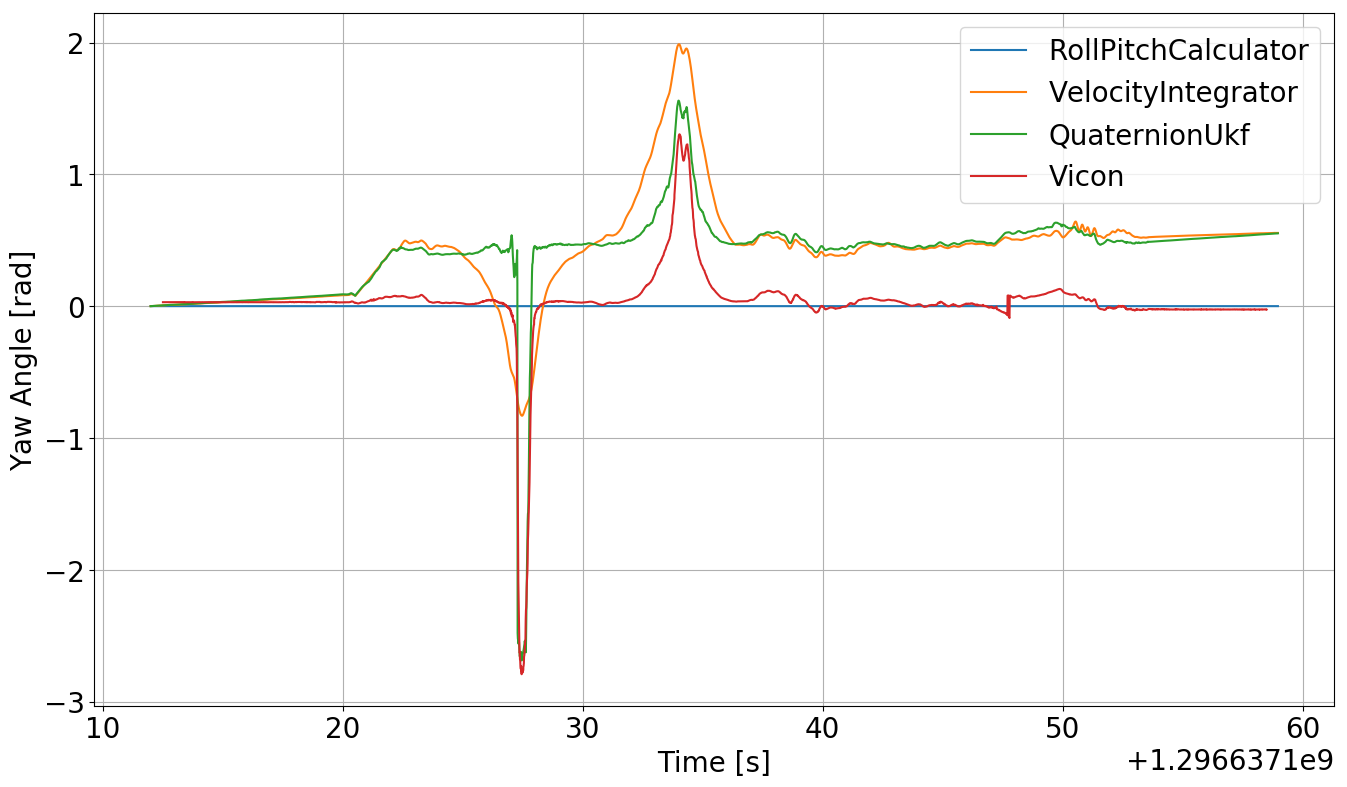 2
1
0
−1
−2
−3
Yaw Angle [rad]
RollPitchCalculator
VelocityIntegrator
QuaternionUkf
Vicon
10 20 30 40 50 60
Time [s]
+1.2966371e9